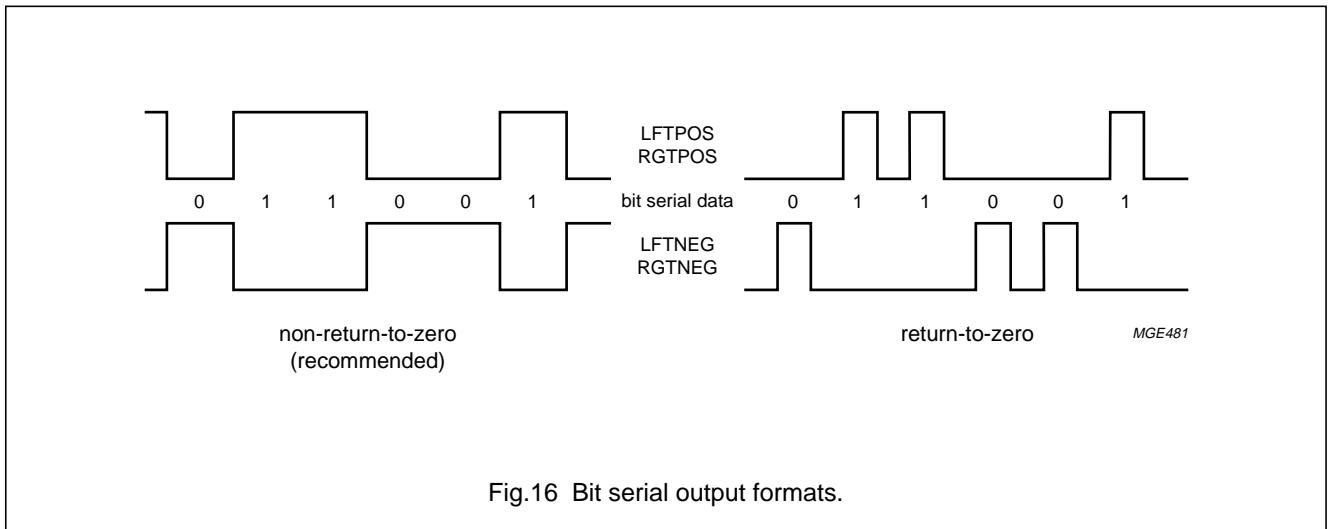 LFTPOS
RGTPOS
0 1 1 0 0 1 bit serial data 0 1 1 0 0 1
LFTNEG
RGTNEG
non-return-to-zero
(recommended)
return-to-zero
MGE481
Fig.16 Bit serial output formats.